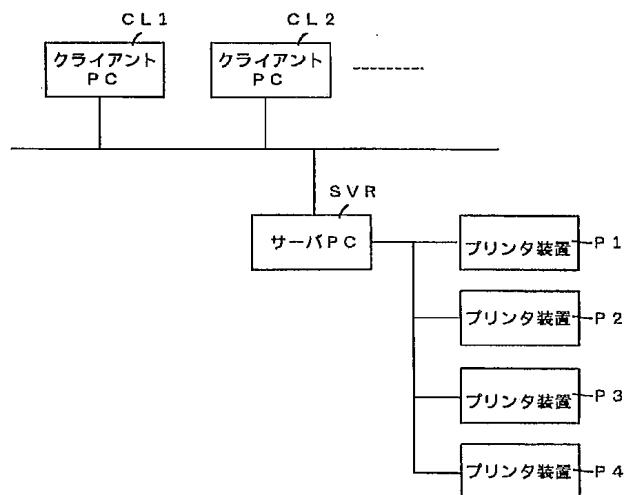 ＣＬ１
ＣＬ２
クライアント
ＰＣ
クライアント
ＰＣ
ＳＶＲ
サーバＰＣ
プリンタ装置
Ｐ１
プリンタ装置
Ｐ２
プリンタ装置
Ｐ３
プリンタ装置
Ｐ４